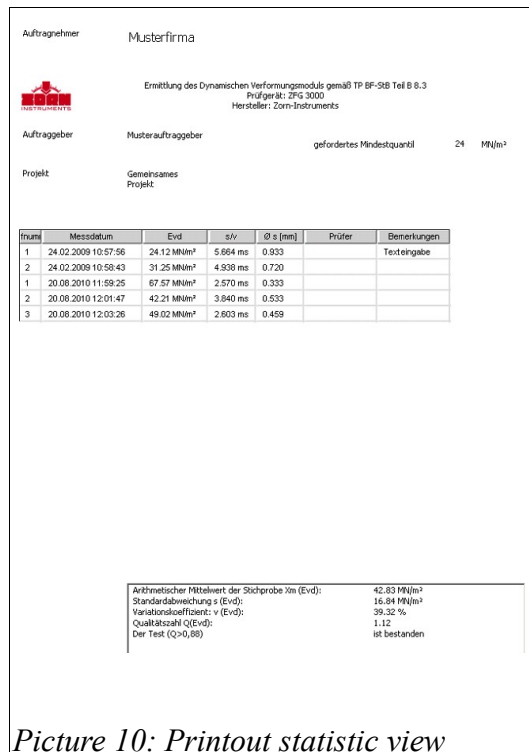 Auftragnehmer Musterfirma
ZORN
INSTRUMENTS
Ermittlung des Dynamischen Verformungsmoduls gemäß TP BF-StB Teil B 8.3
Prüfgerät: ZFG 3000
Hersteller: Zorn-Instruments
Auftraggeber Musterauftraggeber
gefordertes Mindestquantil 24 MN/m²
Projekt Gemeinsames
Projekt
fnumi Messdatum Evd s/v Ø s [mm] Prüfer Bemerkungen
1 24.02.2009 10:57:56 24.12 MN/m² 5.664 ms 0.933 Texteingabe
2 24.02.2009 10:58:43 31.25 MN/m² 4.938 ms 0.720
1 20.08.2010 11:59:25 67.57 MN/m² 2.570 ms 0.333
2 20.08.2010 12:01:47 42.21 MN/m² 3.840 ms 0.533
3 20.08.2010 12:03:26 49.02 MN/m² 2.603 ms 0.459
Arithmetischer Mittelwert der Stichprobe Xm (Evd): 42.83 MN/m²
Standardabweichung s (Evd): 16.84 MN/m²
Variationskoeffizient: v (Evd): 39.32 %
Qualitätszahl Q(Evd): 1.12
Der Test (Q>0,88) ist bestanden
Picture 10: Printout statistic view